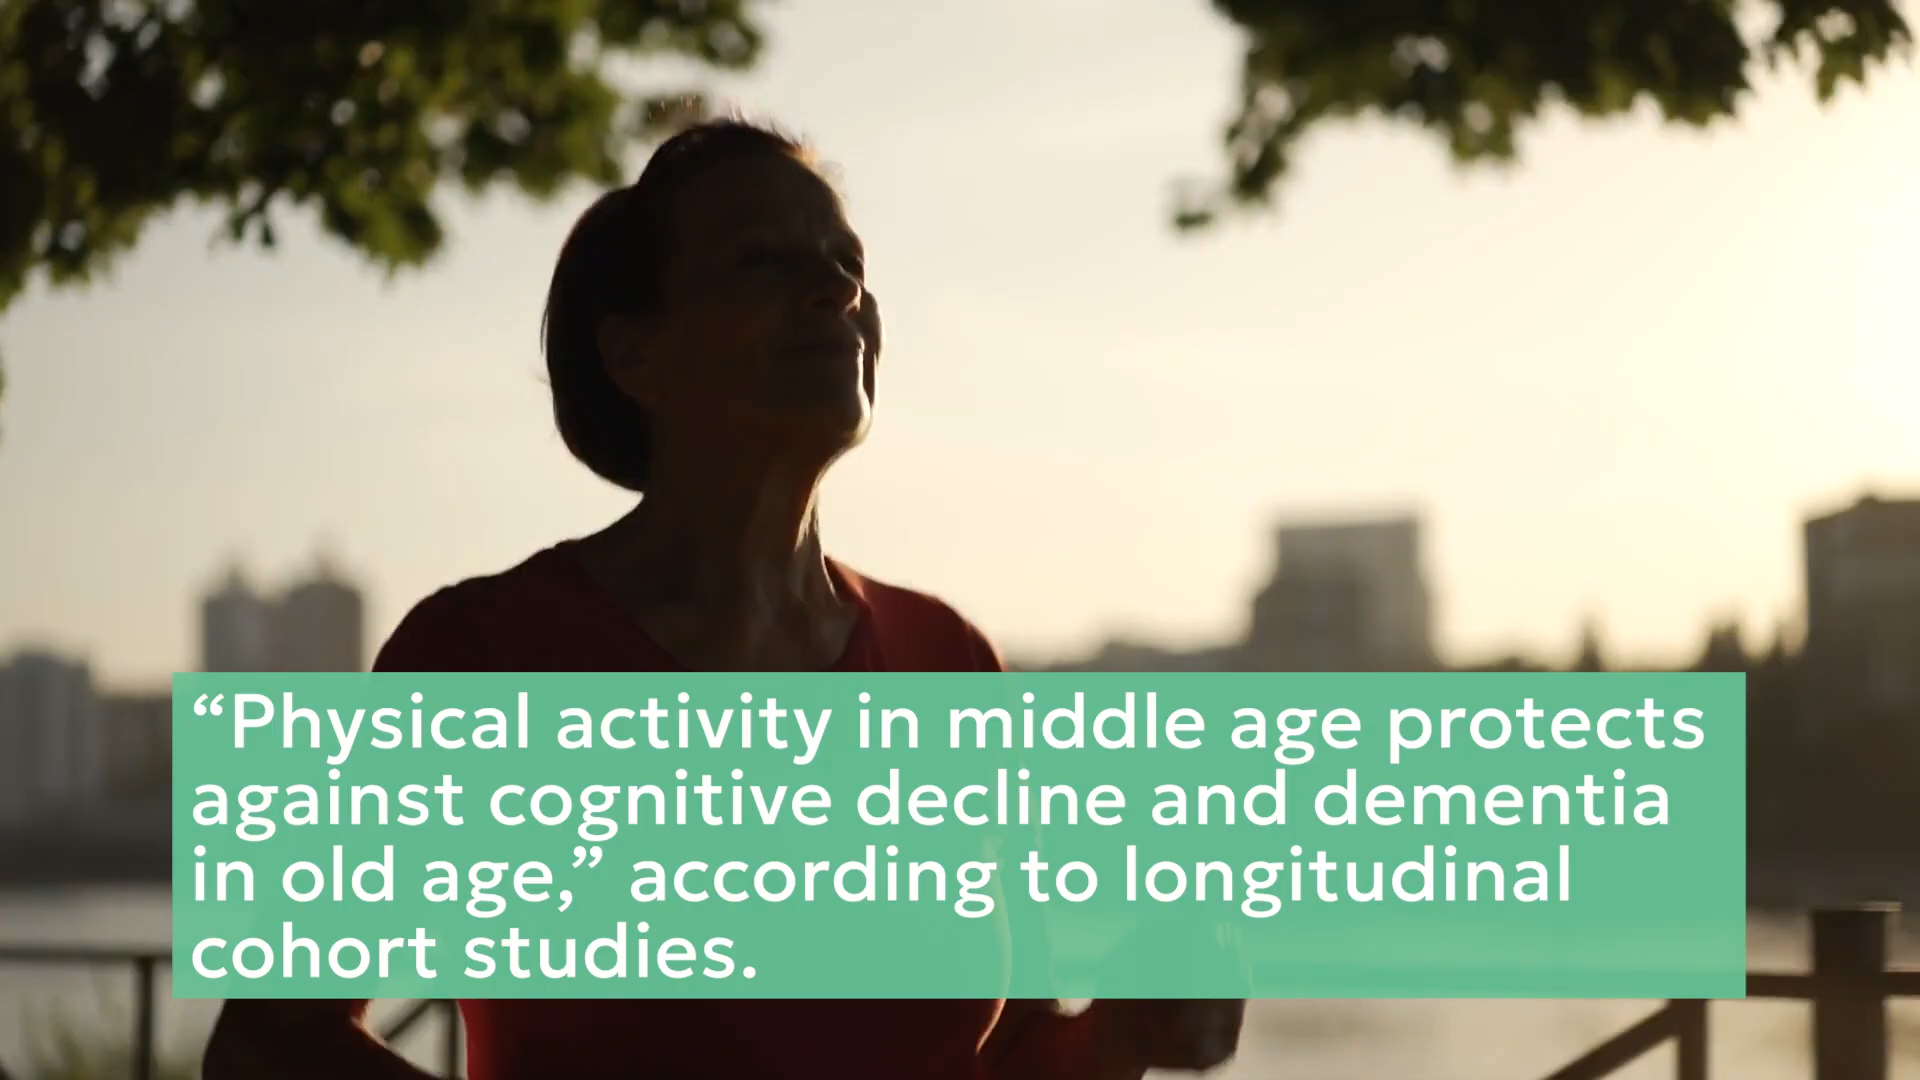 “Physical activity in middle age protects
against cognitive decline and dementia
in old age,” according to longitudinal
cohort studies.